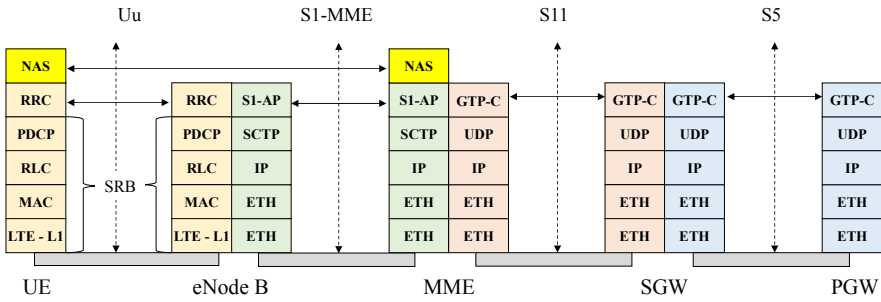 Uu S1-MME S11 S5
NAS NAS
RRC RRC S1-AP S1-AP GTP-C GTP-C GTP-C GTP-C
PDCP PDCP SCTP SCTP UDP UDP UDP UDP
RLC RLC IP IP IP IP IP IP
SRB
MAC MAC ETH ETH ETH ETH ETH ETH
LTE - L1 LTE - L1 ETH ETH ETH ETH ETH ETH
UE eNode B MME SGW PGW